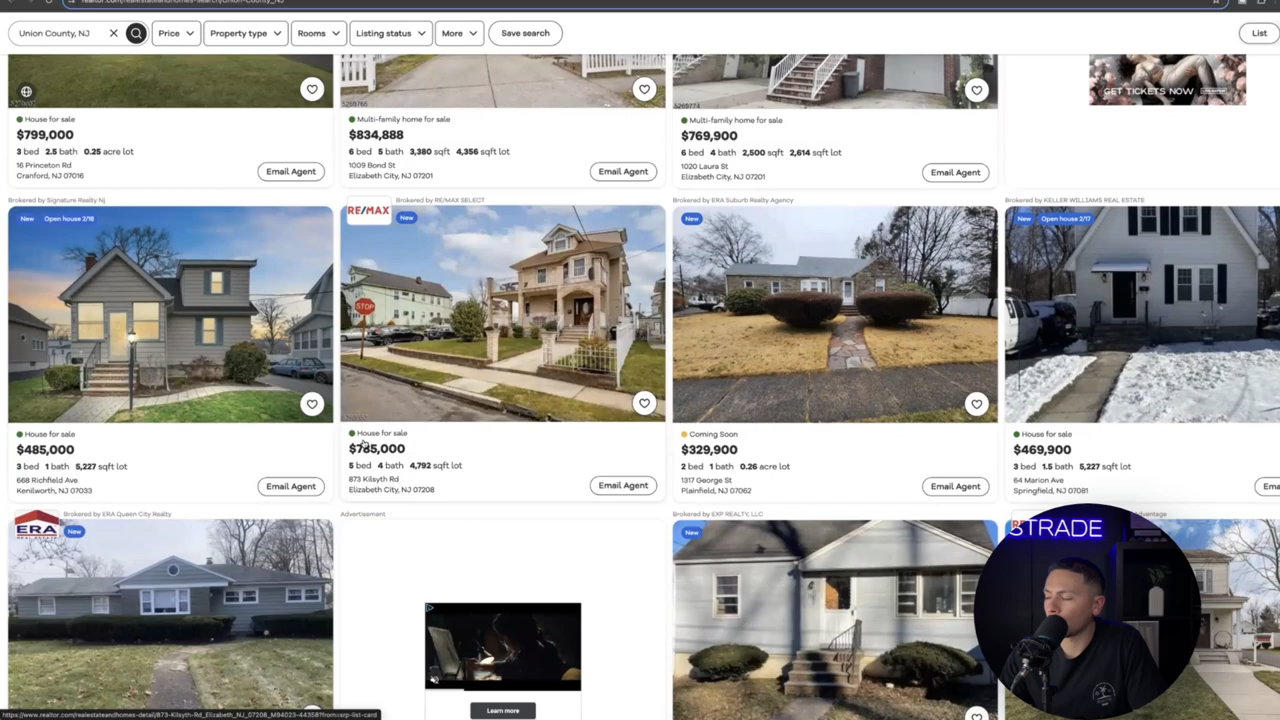 Union County, NJ
Price
Property type
Rooms
Listing status
More
Save search
List
GET TICKETS NOW
House for sale
$799,000
3 bed 2.5 bath 0.25 acre lot
16 Princeton Rd
Cranford, NJ 07016
Email Agent
Multi-family home for sale
$834,888
6 bed 5 bath 3,380 sqft 4,356 sqft lot
1009 Bond St
Elizabeth City, NJ 07201
Email Agent
Multi-family home for sale
$769,900
6 bed 4 bath 2,500 sqft 2,614 sqft lot
1020 Laura St
Elizabeth City, NJ 07201
Email Agent
Brokered by Signature Realty Nj
New Open house 2/18
House for sale
$485,000
3 bed 1 bath 5,227 sqft lot
668 Richfield Ave
Kenilworth, NJ 07033
Email Agent
Brokered by RE/MAX SELECT
RE/MAX
New
STOP
House for sale
$785,000
5 bed 4 bath 4,792 sqft lot
873 Kilsyth Rd
Elizabeth City, NJ 07208
Email Agent
Brokered by ERA Suburb Realty Agency
New
Coming Soon
$329,900
2 bed 1 bath 0.26 acre lot
1317 George St
Plainfield, NJ 07062
Email Agent
Brokered by KELLER WILLIAMS REAL ESTATE
New Open house 2/17
House for sale
$469,900
3 bed 1.5 bath 5,227 sqft lot
64 Marion Ave
Springfield, NJ 07081
Ema
Brokered by ERA Queen City Realty
ERA
REAL ESTATE
New
Advertisement
Learn more
Brokered by EXP REALTY, LLC
New
STRADE